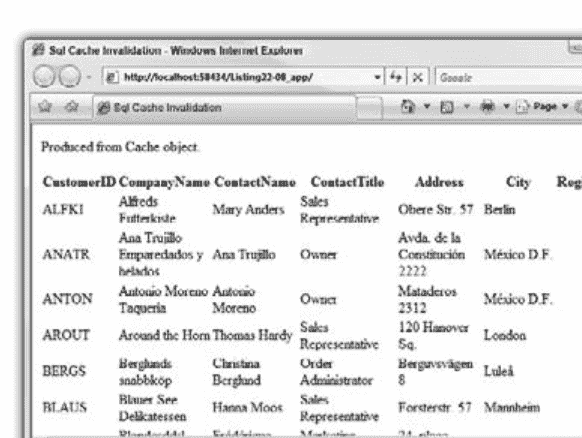 Sql Cache Invalidation - Windows Internet Explorer
http://localhost:58434/Listing22-08_app/ Google
Sql Cache Invalidation Page
Produced from Cache object.
CustomerID CompanyName ContactName ContactTitle Address City Regi
ALFKI Alfreds Futterkiste Mary Anders Sales Representative Obere Str. 57 Berlin
ANATR Ana Trujillo Emparedados y helados Ana Trujillo Owner Avda. de la Constitución 2222 México D.F.
ANTON Antonio Moreno Taquería Antonio Moreno Owner Mataderos 2312 México D.F.
AROUT Around the Horn Thomas Hardy Sales Representative 120 Hanover Sq. London
BERGS Berglunds snabbköp Christina Berglund Order Administrator Berguvsvägen 8 Luleå
BLAUS Blauer See Delikatessen Hanna Moos Sales Representative Forsterstr. 57 Mannheim